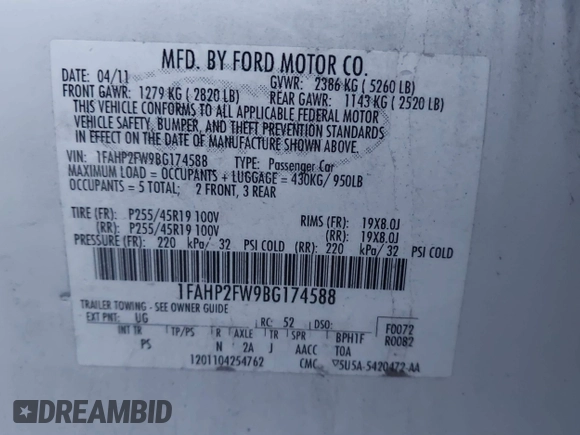 MFD. BY FORD MOTOR CO.
DATE: 04/11 GVWR: 2386 KG ( 5260 LB)
FRONT GAWR: 1279 KG ( 2820 LB) REAR GAWR: 1143 KG ( 2520 LB)
THIS VEHICLE CONFORMS TO ALL APPLICABLE FEDERAL MOTOR
VEHICLE SAFETY, BUMPER, AND THEFT PREVENTION STANDARDS
IN EFFECT ON THE DATE OF MANUFACTURE SHOWN ABOVE.
VIN: 1FAHP2FW9BG174588 TYPE: Passenger Car
MAXIMUM LOAD = OCCUPANTS + LUGGAGE = 430KG/ 950LB
OCCUPANTS = 5 TOTAL; 2 FRONT, 3 REAR
TIRE (FR): P255/45R19 100V RIMS (FR): 19X8.0J
(RR): P255/45R19 100V (RR): 19X8.0J
PRESSURE (FR): 220 kPa/ 32 PSI COLD (RR): 220 kPa/ 32 PSI COLD
1FAHP2FW9BG174588
TRAILER TOWING - SEE OWNER GUIDE
EXT PNT: UG RC: 52 DSO: F0072
INT TR TP/PS R AXLE TR SPR BPH1F R0082
PS N 2A J AACC TOA
1201104254762 CMC 5U5A-5420472-AA
DREAMBID